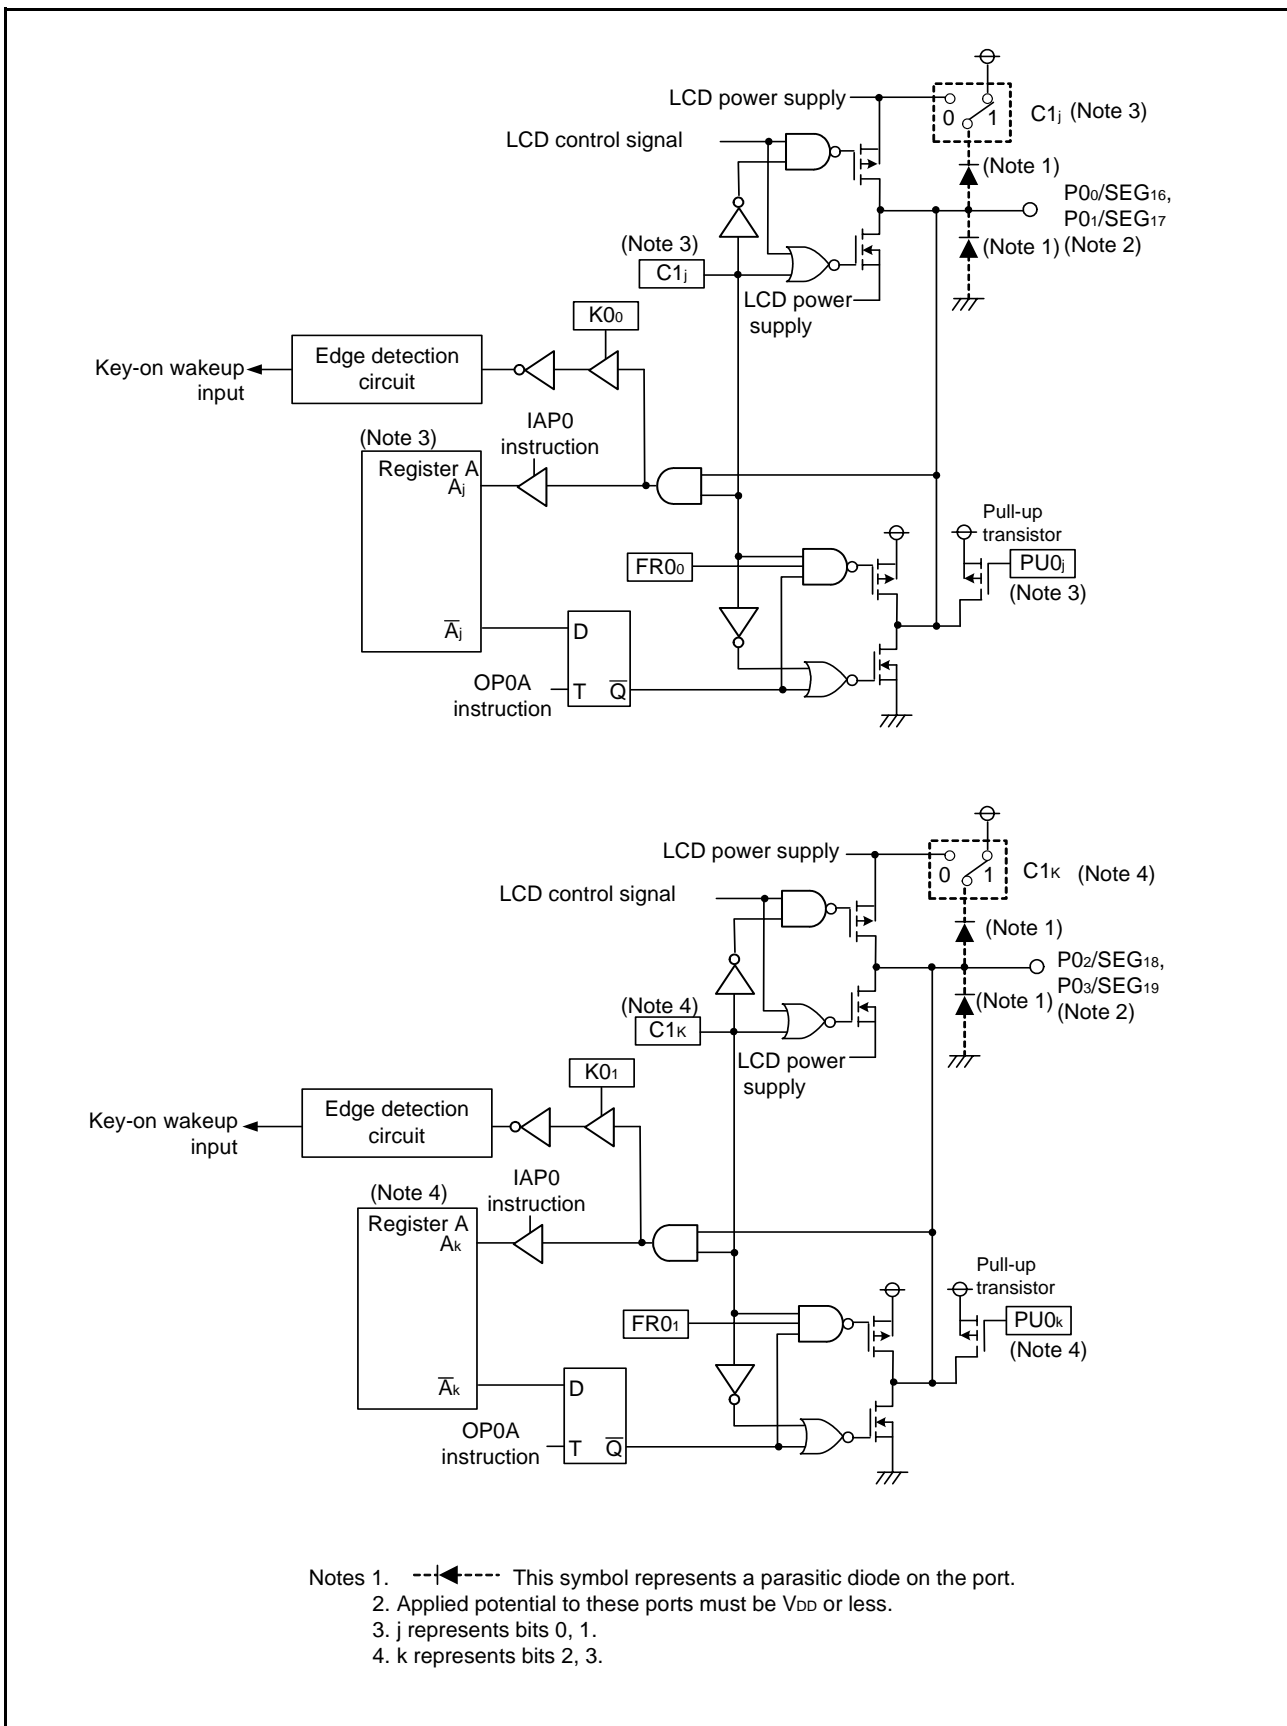 LCD power supply
0 1
C1j (Note 3)
LCD control signal
(Note 1)
P00/SEG16,
P01/SEG17
(Note 1) (Note 2)
(Note 3)
C1j
LCD power
supply
K00
Key-on wakeup
input
Edge detection
circuit
IAP0
instruction
(Note 3)
Register A
Aj
Pull-up
transistor
FR00
PU0j
(Note 3)
A̅j
D
OP0A
instruction
T Q̅
LCD power supply
0 1
C1K (Note 4)
LCD control signal
(Note 1)
P02/SEG18,
P03/SEG19
(Note 1) (Note 2)
(Note 4)
C1K
LCD power
supply
K01
Key-on wakeup
input
Edge detection
circuit
IAP0
instruction
(Note 4)
Register A
Ak
Pull-up
transistor
FR01
PU0k
(Note 4)
A̅k
D
OP0A
instruction
T Q̅
Notes 1. This symbol represents a parasitic diode on the port.
2. Applied potential to these ports must be VDD or less.
3. j represents bits 0, 1.
4. k represents bits 2, 3.